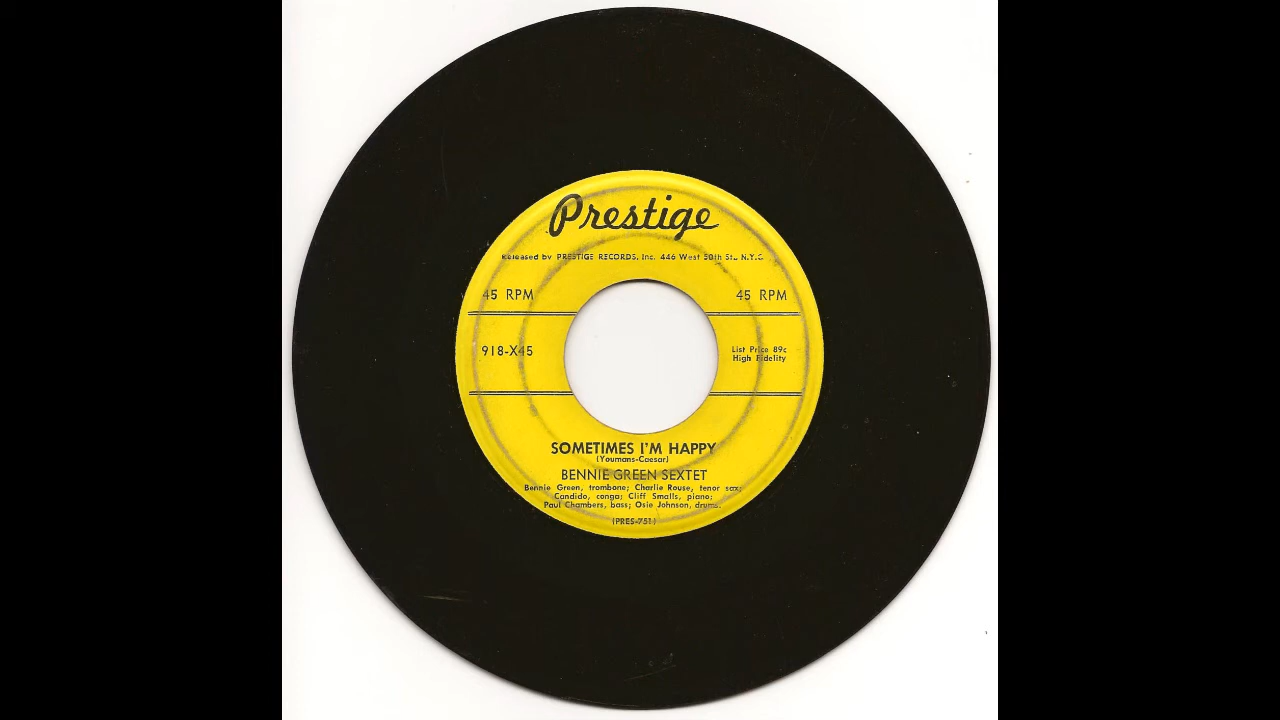 Prestige
Released by PRESTIGE RECORDS, Inc. 446 West 50th St., N.Y.C.
45 RPM 45 RPM
918-X45
List Price 89c
High Fidelity
SOMETIMES I'M HAPPY
(Youmans-Caesar)
BENNIE GREEN SEXTET
Bennie Green, trombone; Charlie Rouse, tenor sax;
Candido, conga; Cliff Smalls, piano;
Paul Chambers, bass; Osie Johnson, drums.
(PRES-751)